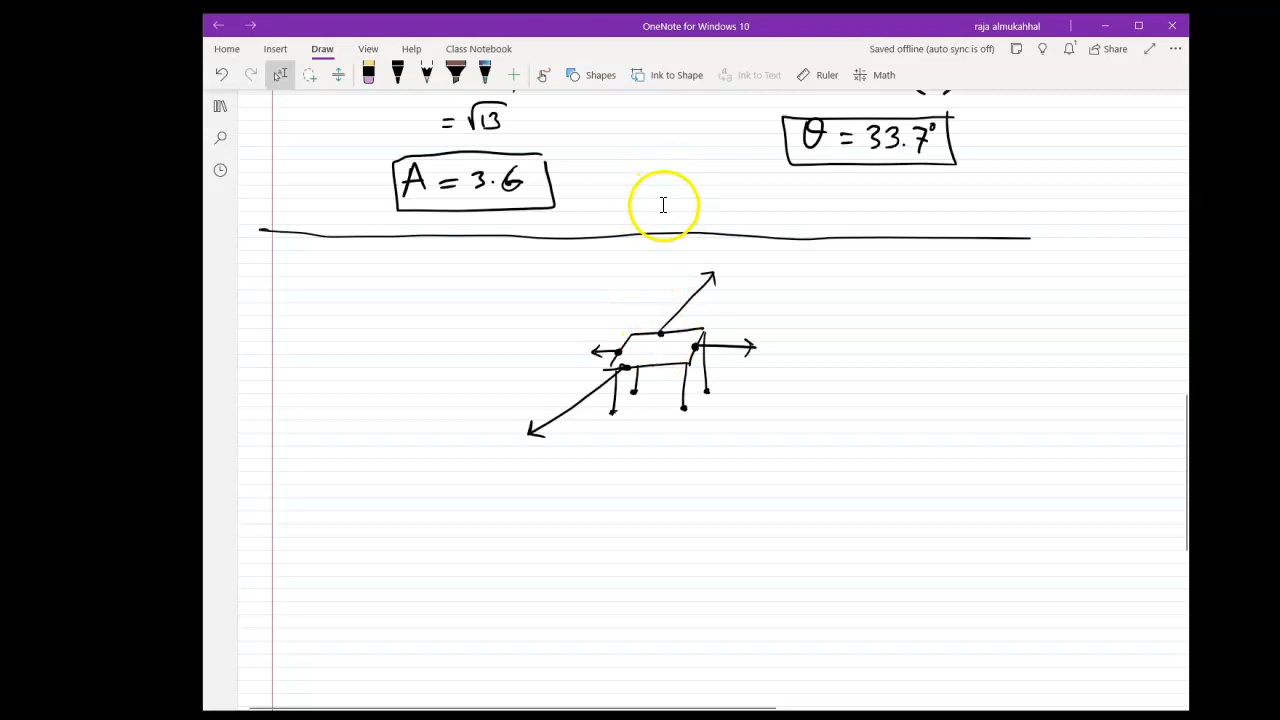 OneNote for Windows 10
raja almukahhal
Home Insert Draw View Help Class Notebook
Saved offline (auto sync is off)
Share
Shapes Ink to Shape Ink to Text Ruler Math
= √13
θ = 33.7°
A = 3.6